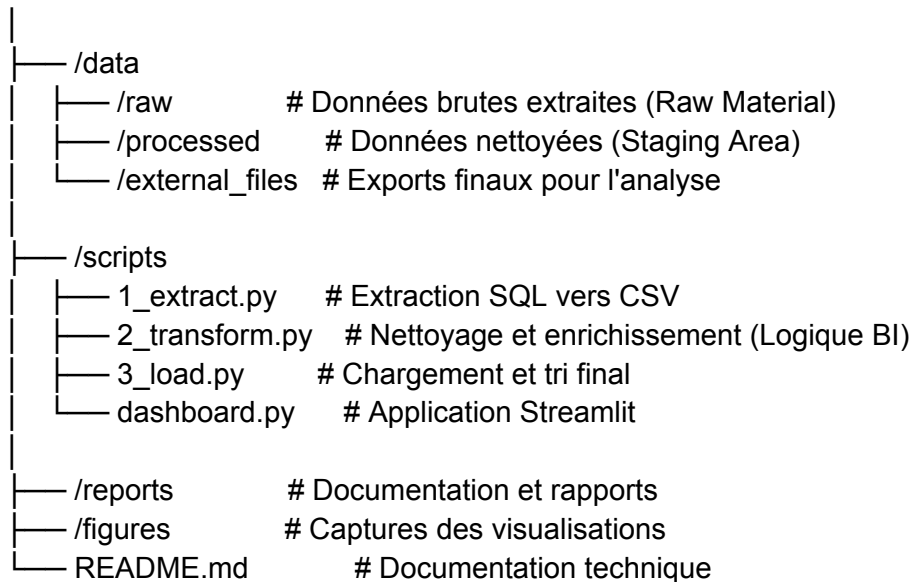 │
├── /data
│   ├── /raw # Données brutes extraites (Raw Material)
│   ├── /processed # Données nettoyées (Staging Area)
│   └── /external_files # Exports finaux pour l'analyse
│
├── /scripts
│   ├── 1_extract.py # Extraction SQL vers CSV
│   ├── 2_transform.py # Nettoyage et enrichissement (Logique BI)
│   ├── 3_load.py # Chargement et tri final
│   └── dashboard.py # Application Streamlit
│
├── /reports # Documentation et rapports
├── /figures # Captures des visualisations
└── README.md # Documentation technique